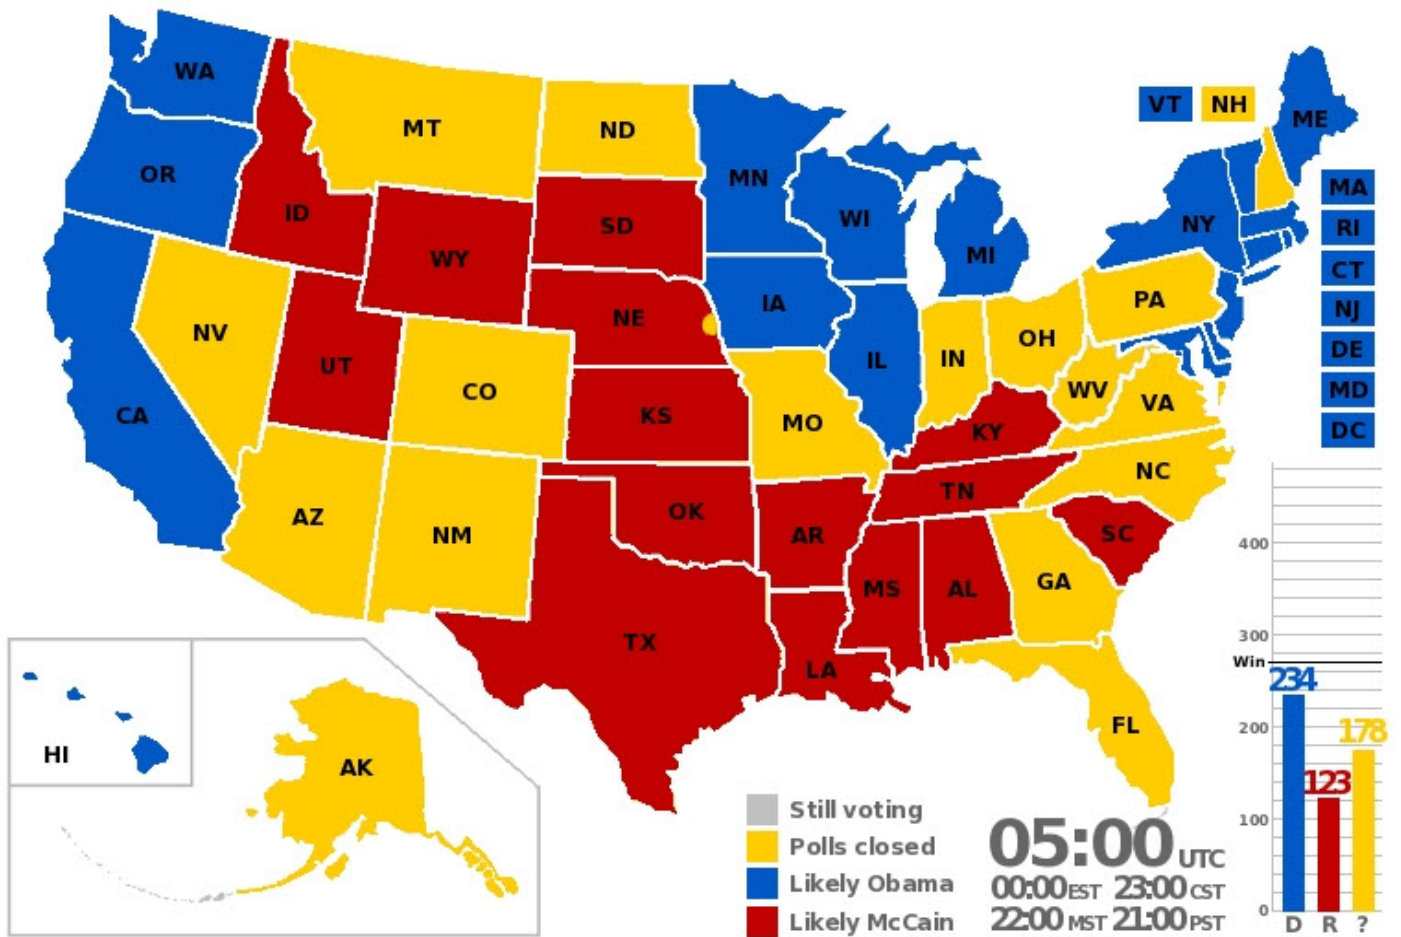 WA
MT
ND
VT NH
ME
OR
MN
MA
ID
SD
WI
NY
RI
WY
MI
CT
NV
NE
IA
PA
NJ
UT
CO
IL
IN
OH
DE
CA
KS
MO
WV
VA
MD
KY
DC
AZ
NM
OK
AR
TN
NC
MS
AL
GA
SC
TX
LA
FL
HI
AK
400
300
Win
234
200
178
123
100
0
D R ?
Still voting
Polls closed
Likely Obama
Likely McCain
05:00 UTC
00:00 EST 23:00 CST
22:00 MST 21:00 PST